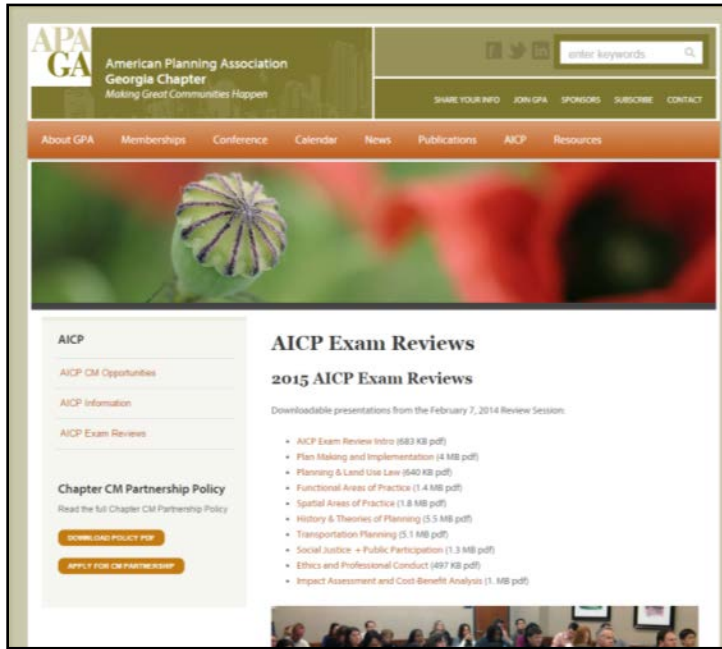 APA
GA
American Planning Association
Georgia Chapter
Making Great Communities Happen
enter keywords
SHARE YOUR INFO JOIN GPA SPONSORS SUBSCRIBE CONTACT
About GPA Memberships Conference Calendar News Publications AICP Resources
AICP
AICP CM Opportunities
AICP Information
AICP Exam Reviews
Chapter CM Partnership Policy
Read the full Chapter CM Partnership Policy
DOWNLOAD POLICY PDF
APPLY FOR CM PARTNERSHIP
AICP Exam Reviews
2015 AICP Exam Reviews
Downloadable presentations from the February 7, 2014 Review Session:
• AICP Exam Review Intro (683 KB pdf)
• Plan Making and Implementation (4 MB pdf)
• Planning & Land Use Law (640 KB pdf)
• Functional Areas of Practice (1.4 MB pdf)
• Spatial Areas of Practice (1.8 MB pdf)
• History & Theories of Planning (5.5 MB pdf)
• Transportation Planning (5.1 MB pdf)
• Social Justice + Public Participation (1.3 MB pdf)
• Ethics and Professional Conduct (497 KB pdf)
• Impact Assessment and Cost-Benefit Analysis (1. MB pdf)